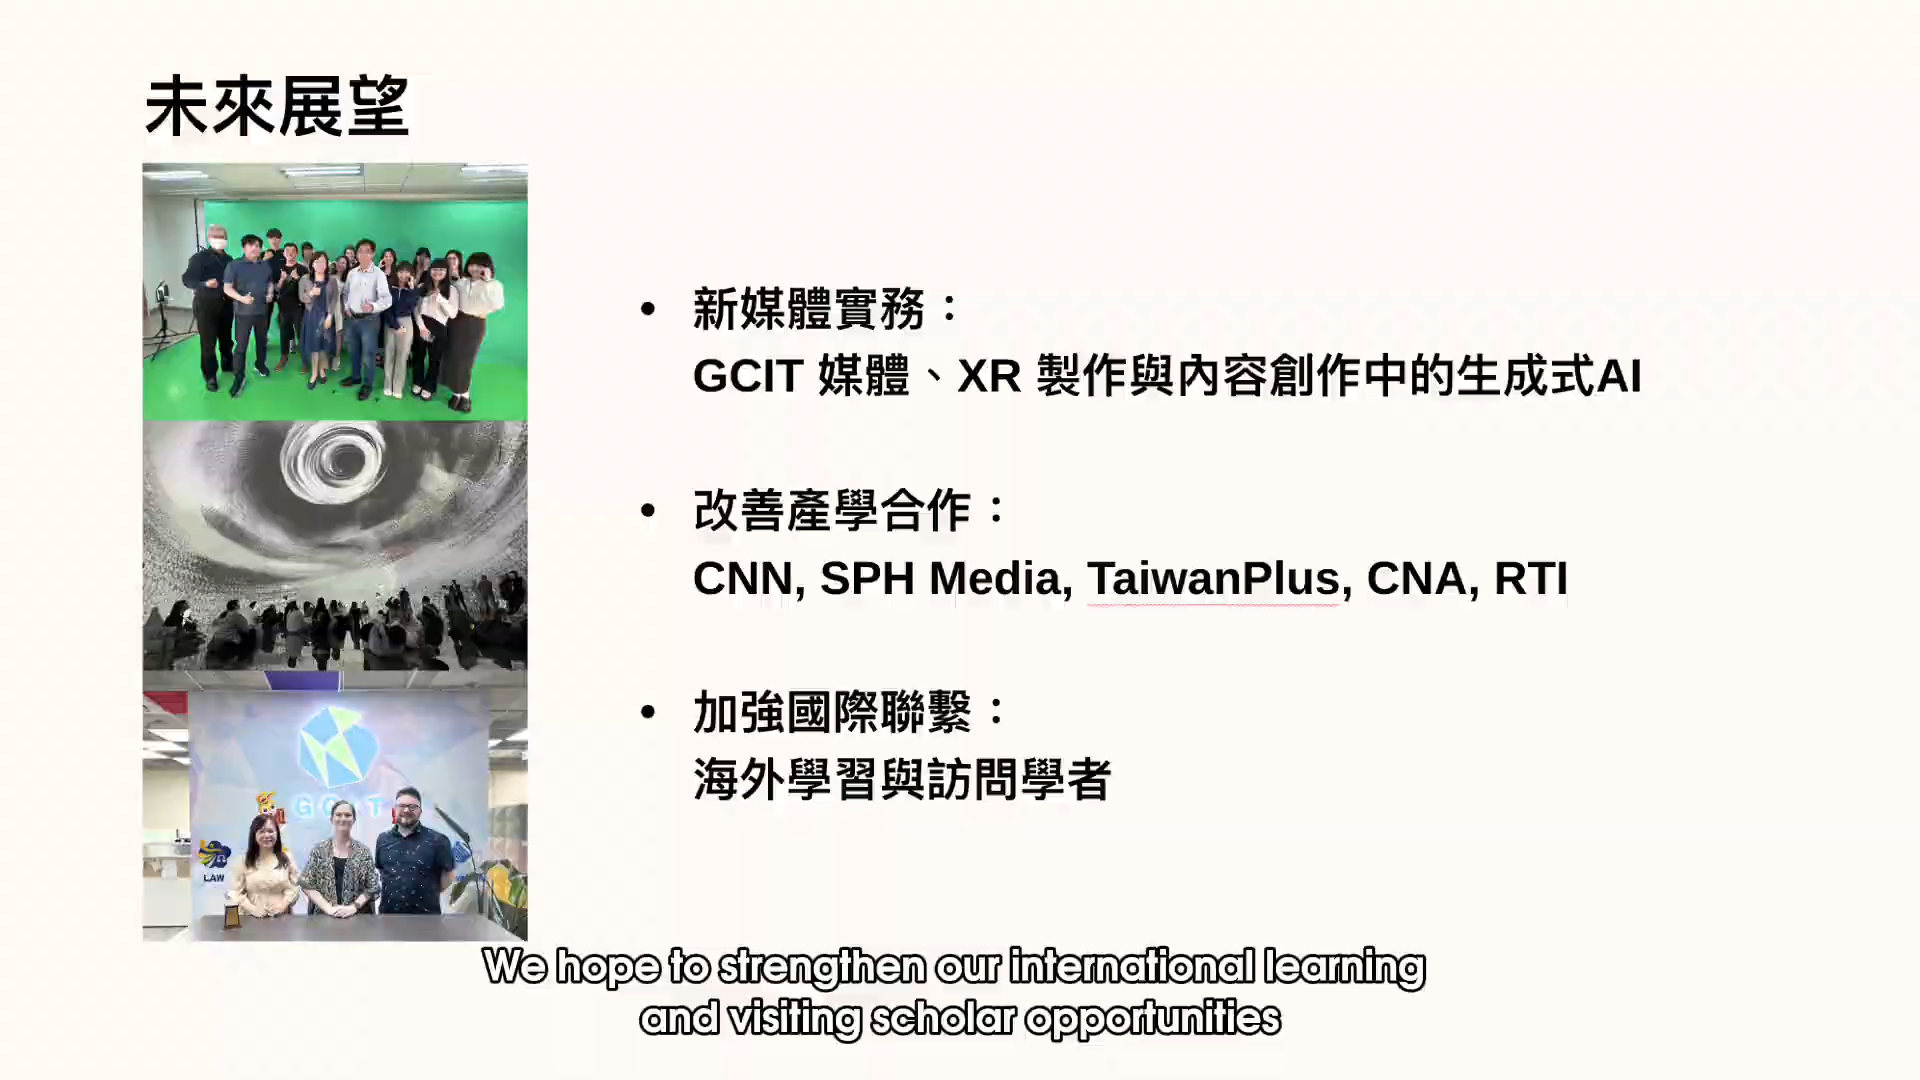 未來展望
• 新媒體實務：
GCIT 媒體、XR 製作與內容創作中的生成式AI
• 改善產學合作：
CNN, SPH Media, TaiwanPlus, CNA, RTI
• 加強國際聯繫：
海外學習與訪問學者
GCIT
LAW
We hope to strengthen our international learning
and visiting scholar opportunities